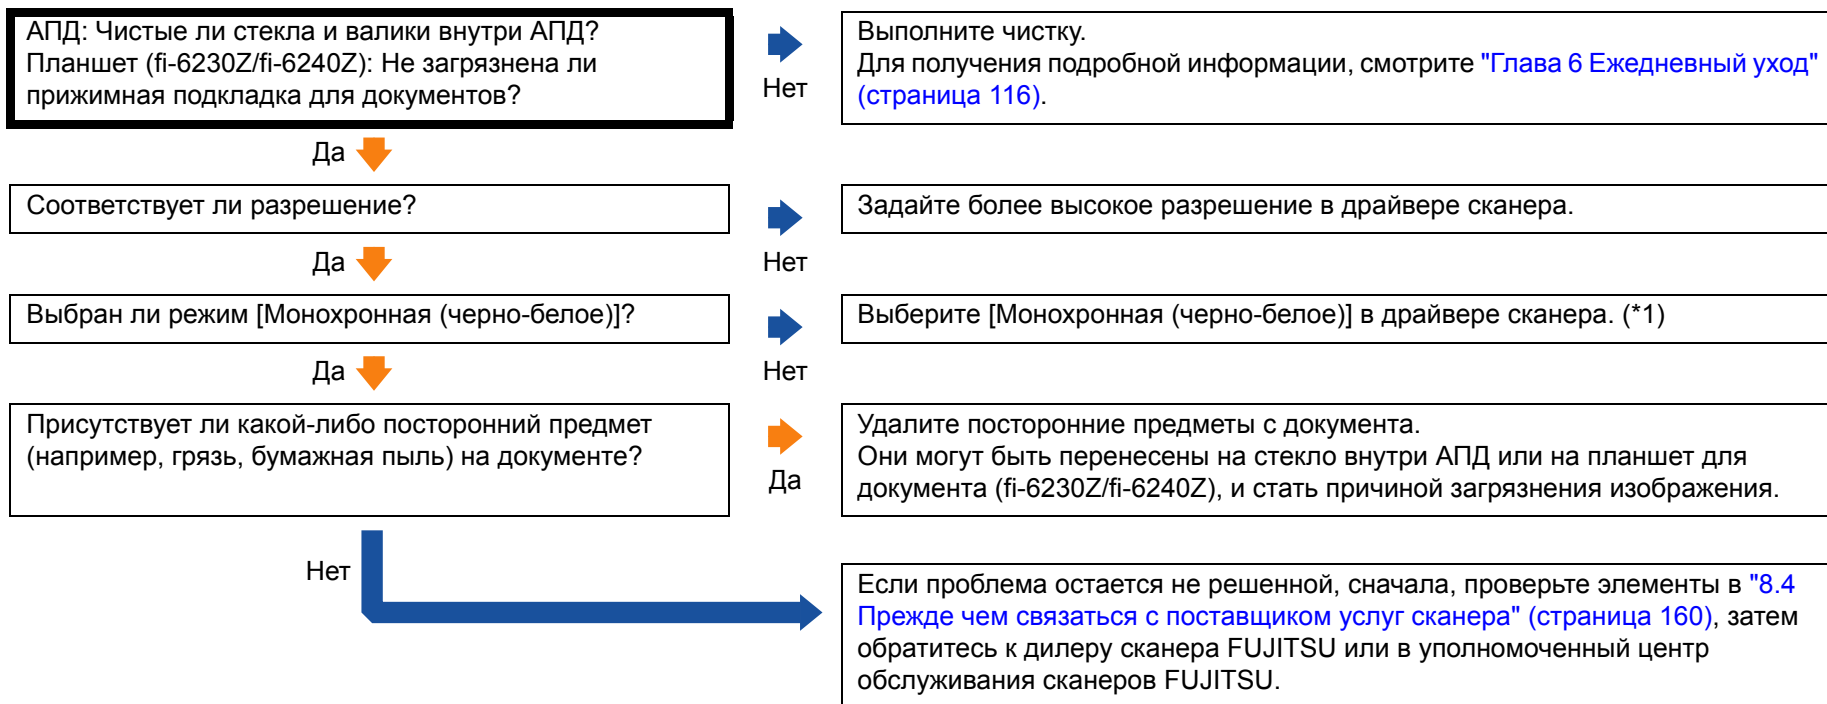 АПД: Чистые ли стекла и валики внутри АПД?
Планшет (fi-6230Z/fi-6240Z): Не загрязнена ли
прижимная подкладка для документов?
Нет
Выполните чистку.
Для получения подробной информации, смотрите "Глава 6 Ежедневный уход"
(страница 116).
Да
Соответствует ли разрешение?
Нет
Задайте более высокое разрешение в драйвере сканера.
Да
Выбран ли режим [Монохронная (черно-белое)]?
Нет
Выберите [Монохронная (черно-белое)] в драйвере сканера. (*1)
Да
Присутствует ли какой-либо посторонний предмет
(например, грязь, бумажная пыль) на документе?
Да
Удалите посторонние предметы с документа.
Они могут быть перенесены на стекло внутри АПД или на планшет для
документа (fi-6230Z/fi-6240Z), и стать причиной загрязнения изображения.
Нет
Если проблема остается не решенной, сначала, проверьте элементы в "8.4
Прежде чем связаться с поставщиком услуг сканера" (страница 160), затем
обратитесь к дилеру сканера FUJITSU или в уполномоченный центр
обслуживания сканеров FUJITSU.